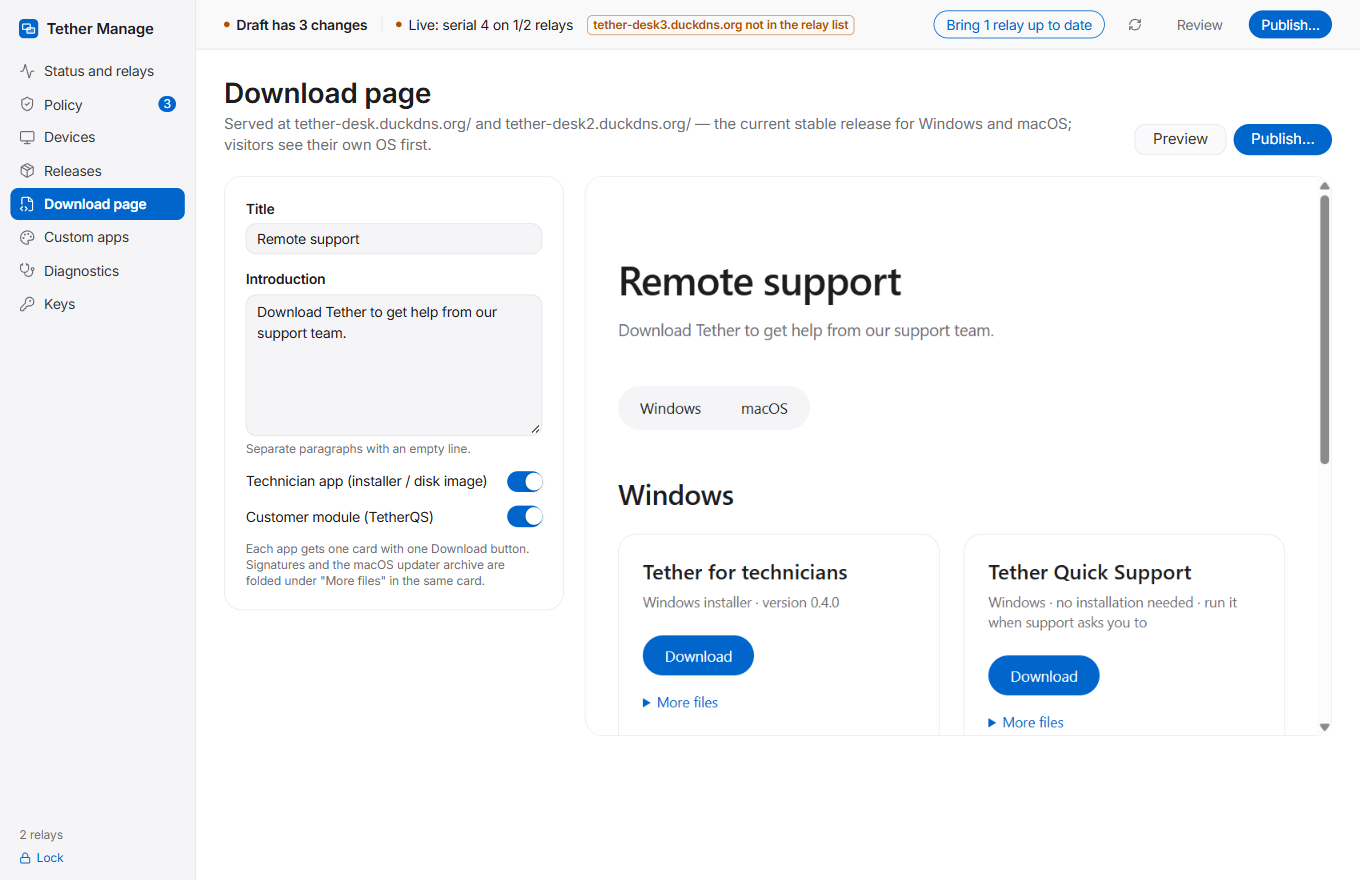 Tether Manage
Draft has 3 changes
Live: serial 4 on 1/2 relays
tether-desk3.duckdns.org not in the relay list
Bring 1 relay up to date
Review
Publish...
Status and relays
Policy
3
Devices
Releases
Download page
Custom apps
Diagnostics
Keys
2 relays
Lock
Download page
Served at tether-desk.duckdns.org/ and tether-desk2.duckdns.org/ — the current stable release for Windows and macOS;
visitors see their own OS first.
Preview
Publish...
Title
Remote support
Introduction
Download Tether to get help from our
support team.
Separate paragraphs with an empty line.
Technician app (installer / disk image)
Customer module (TetherQS)
Each app gets one card with one Download button.
Signatures and the macOS updater archive are
folded under "More files" in the same card.
Remote support
Download Tether to get help from our support team.
Windows
macOS
Windows
Tether for technicians
Windows installer · version 0.4.0
Download
More files
Tether Quick Support
Windows · no installation needed · run it
when support asks you to
Download
More files